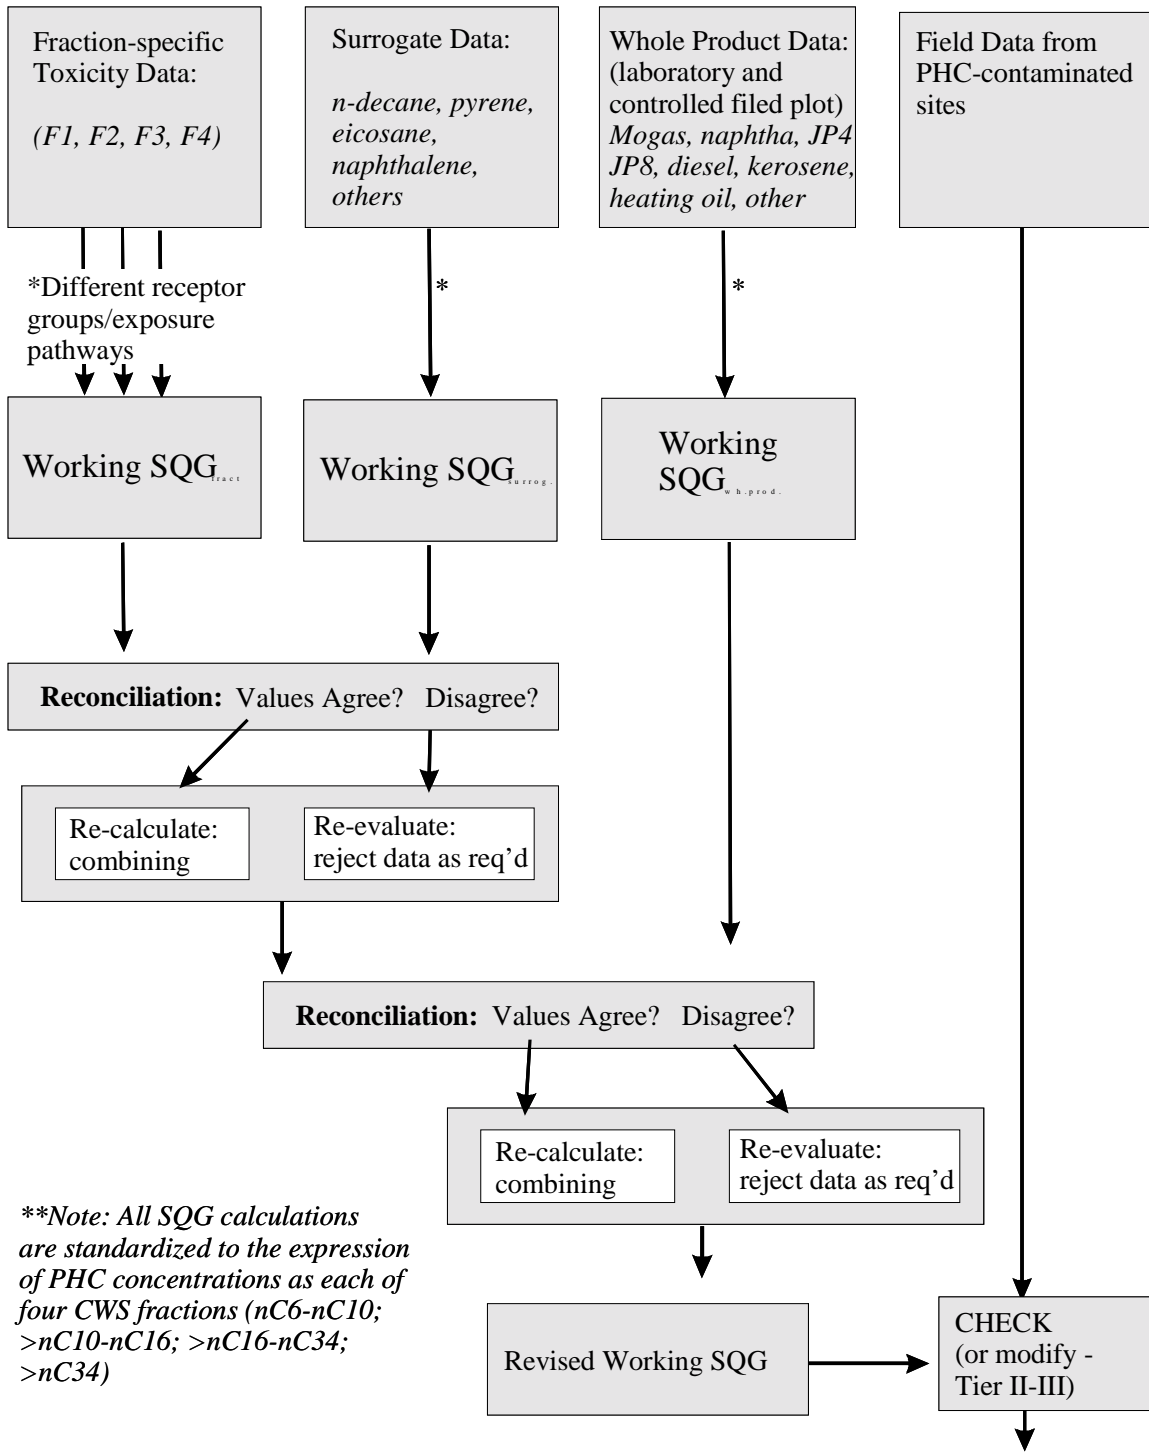 Fraction-specific
Toxicity Data:
(F1, F2, F3, F4)
Surrogate Data:
n-decane, pyrene,
eicosane,
naphthalene,
others
Whole Product Data:
(laboratory and
controlled filed plot)
Mogas, naphtha, JP4
JP8, diesel, kerosene,
heating oil, other
Field Data from
PHC-contaminated
sites
*Different receptor
groups/exposure
pathways
*
*
Working SQG fract
Working SQG surrog.
Working
SQG wh.prod.
Reconciliation: Values Agree? Disagree?
Re-calculate:
combining
Re-evaluate:
reject data as req'd
Reconciliation: Values Agree? Disagree?
Re-calculate:
combining
Re-evaluate:
reject data as req'd
**Note: All SQG calculations
are standardized to the expression
of PHC concentrations as each of
four CWS fractions (nC6-nC10;
>nC10-nC16; >nC16-nC34;
>nC34)
Revised Working SQG
CHECK
(or modify -
Tier II-III)